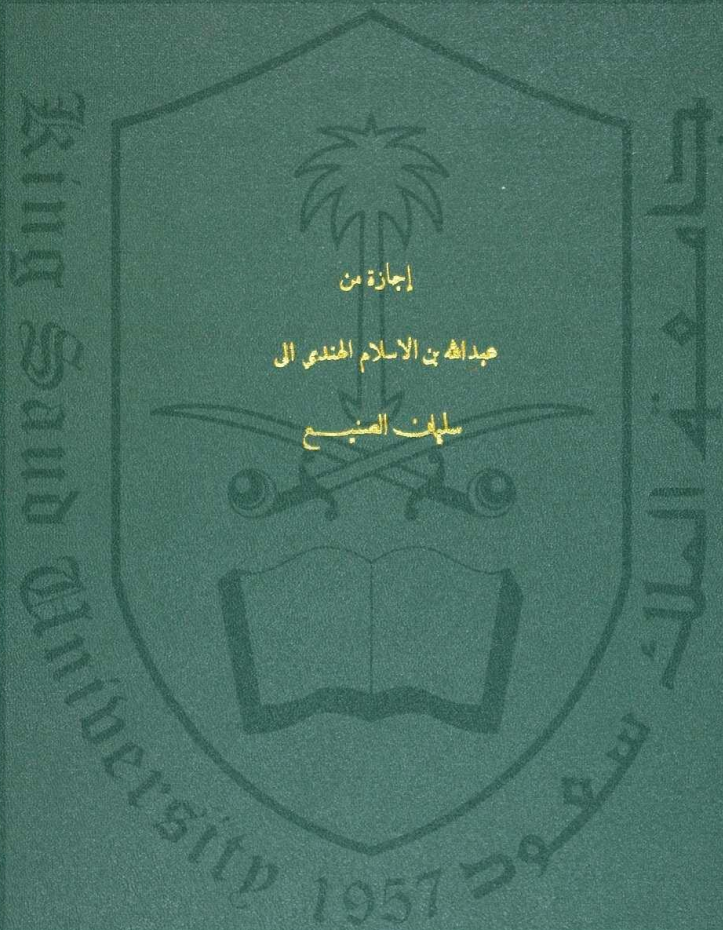 إجازة من
عبدالله بن الاسلام الهندي الى
سليمان الصنيع
King Saud University 1957
جامعة الملك سعود